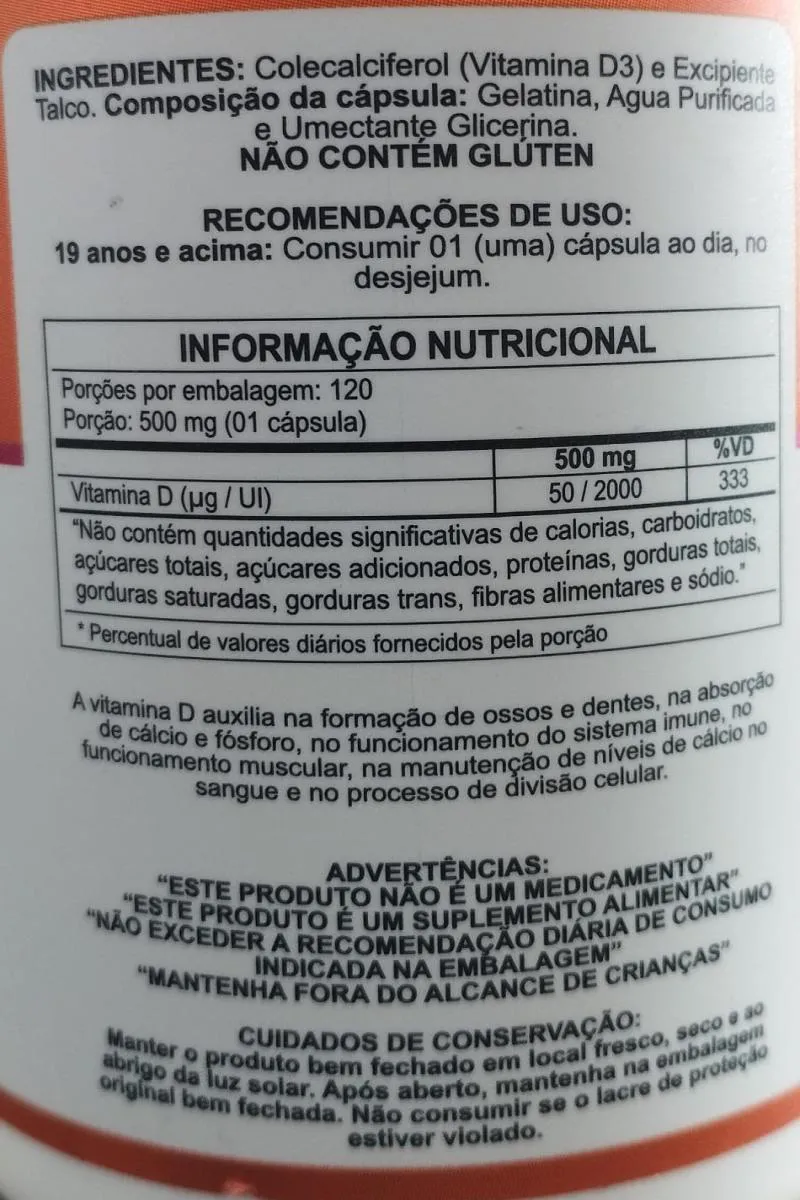 INGREDIENTES: Colecalciferol (Vitamina D3) e Excipiente
Talco. Composição da cápsula: Gelatina, Agua Purificada
e Umectante Glicerina.
NÃO CONTÉM GLÚTEN
RECOMENDAÇÕES DE USO:
19 anos e acima: Consumir 01 (uma) cápsula ao dia, no
desjejum.
INFORMAÇÃO NUTRICIONAL
Porções por embalagem: 120
Porção: 500 mg (01 cápsula)
500 mg %VD
Vitamina D (µg / UI) 50 / 2000 333
"Não contém quantidades significativas de calorias, carboidratos,
açúcares totais, açúcares adicionados, proteínas, gorduras totais,
gorduras saturadas, gorduras trans, fibras alimentares e sódio."
* Percentual de valores diários fornecidos pela porção
A vitamina D auxilia na formação de ossos e dentes, na absorção
de cálcio e fósforo, no funcionamento do sistema imune, no
funcionamento muscular, na manutenção de níveis de cálcio no
sangue e no processo de divisão celular.
ADVERTÊNCIAS:
"ESTE PRODUTO NÃO É UM MEDICAMENTO"
"ESTE PRODUTO É UM SUPLEMENTO ALIMENTAR"
"NÃO EXCEDER A RECOMENDAÇÃO DIÁRIA DE CONSUMO
INDICADA NA EMBALAGEM"
"MANTENHA FORA DO ALCANCE DE CRIANÇAS"
CUIDADOS DE CONSERVAÇÃO:
Manter o produto bem fechado em local fresco, seco e ao
abrigo da luz solar. Após aberto, mantenha na embalagem
original bem fechada. Não consumir se o lacre de proteção
estiver violado.